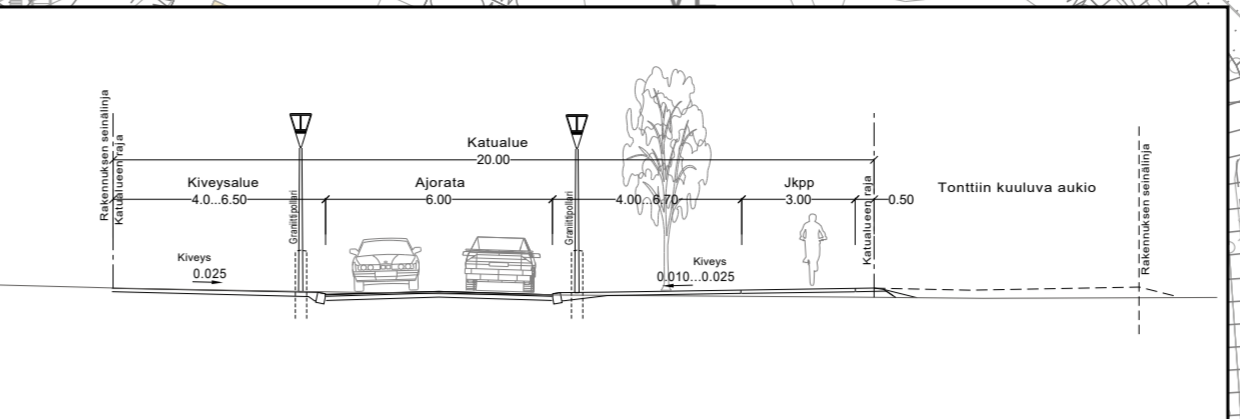 Rakennuksen seinälinja
Katualueen raja
Katualue
20.00
Kiveysalue
4.0...6.50
Ajorata
6.00
4.00...6.70
Jkpp
3.00
0.50
Katualueen raja
Tonttiin kuuluva aukio
Rakennuksen seinälinja
Graniittipollari
Graniittipollari
Kiveys
0.025
Kiveys
0.010...0.025